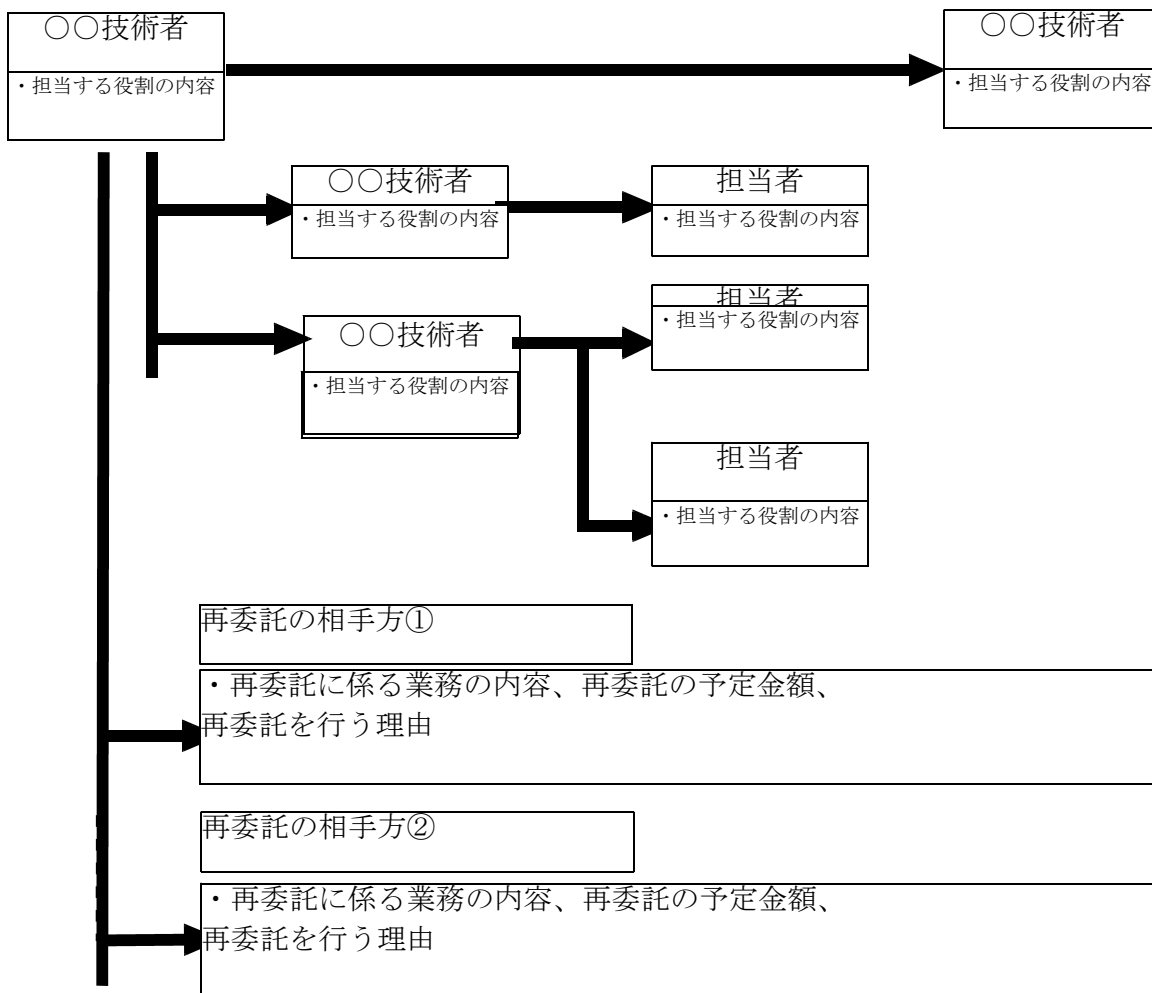 〇〇技術者
・担当する役割の内容
〇〇技術者
・担当する役割の内容
〇〇技術者
・担当する役割の内容
担当者
・担当する役割の内容
〇〇技術者
・担当する役割の内容
担当者
・担当する役割の内容
担当者
・担当する役割の内容
再委託の相手方①
・再委託に係る業務の内容、再委託の予定金額、
再委託を行う理由
再委託の相手方②
・再委託に係る業務の内容、再委託の予定金額、
再委託を行う理由